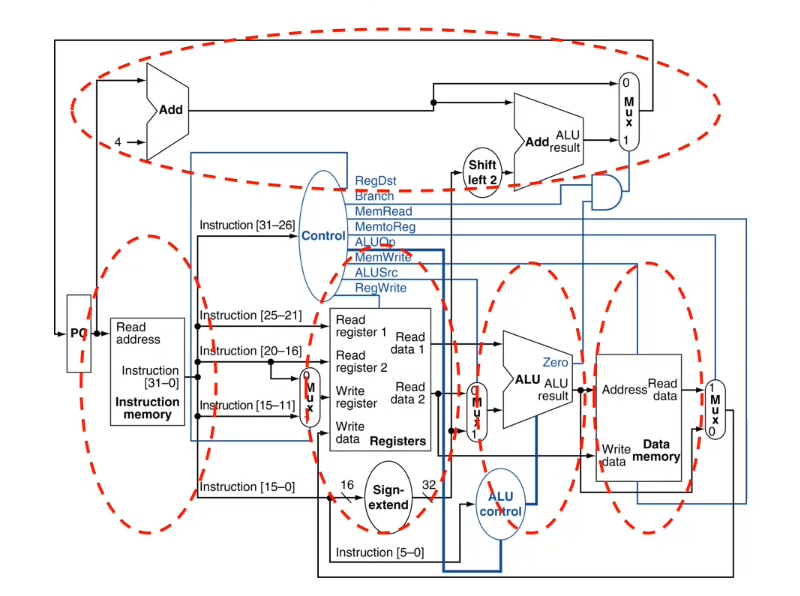 Add
4
0
Mux
1
Add
ALU
result
Shift
left 2
RegDst
Branch
MemRead
MemtoReg
ALUOp
MemWrite
ALUSrc
RegWrite
Control
Instruction [31–26]
Instruction [25–21]
Instruction [20–16]
Instruction [15–11]
Instruction [15–0]
Instruction [5–0]
PC
Read
address
Instruction
[31–0]
Instruction
memory
0
Mux
Read
register 1
Read
register 2
Write
register
Write
data
Read
data 1
Read
data 2
Registers
16
Sign-
extend
32
0
Mux
1
Zero
ALU
ALU
result
ALU
control
Address
Read
data
Write
data
Data
memory
1
Mux
0